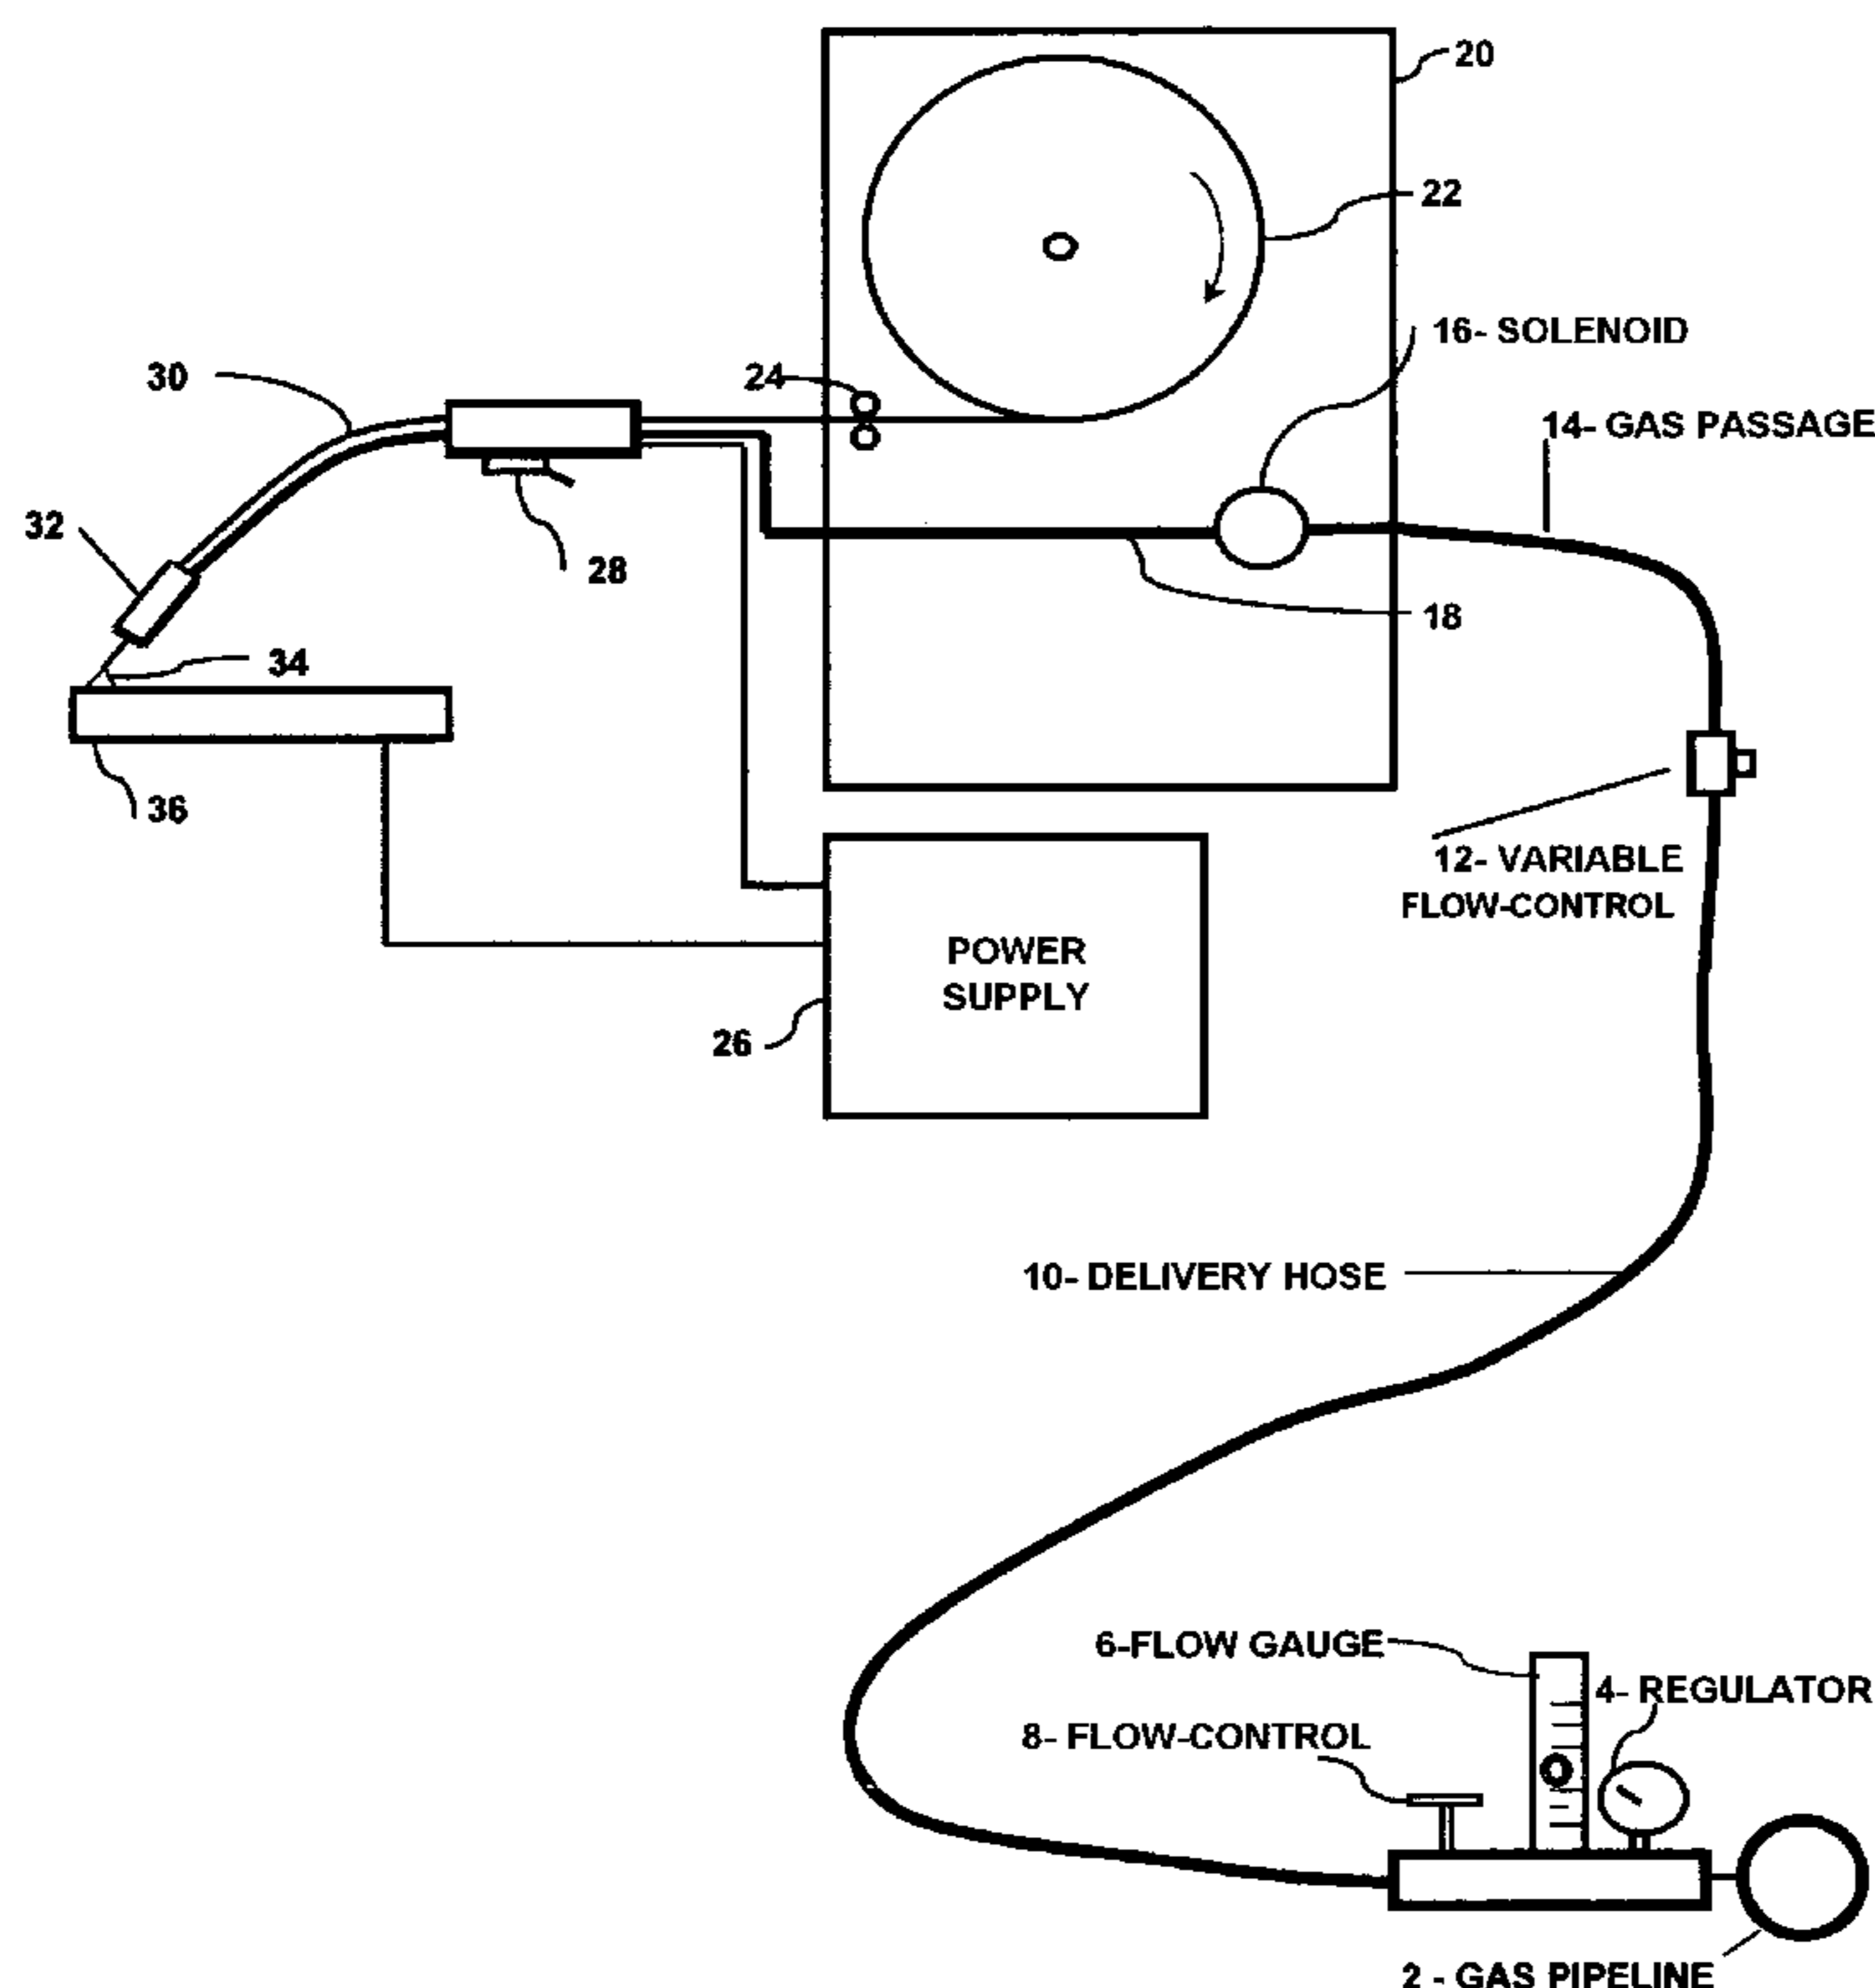 20
22
16- SOLENOID
30
24
14- GAS PASSAGE
32
28
18
34
36
12- VARIABLE
FLOW-CONTROL
POWER
SUPPLY
26
10- DELIVERY HOSE
6-FLOW GAUGE
4- REGULATOR
8- FLOW-CONTROL
2 - GAS PIPELINE